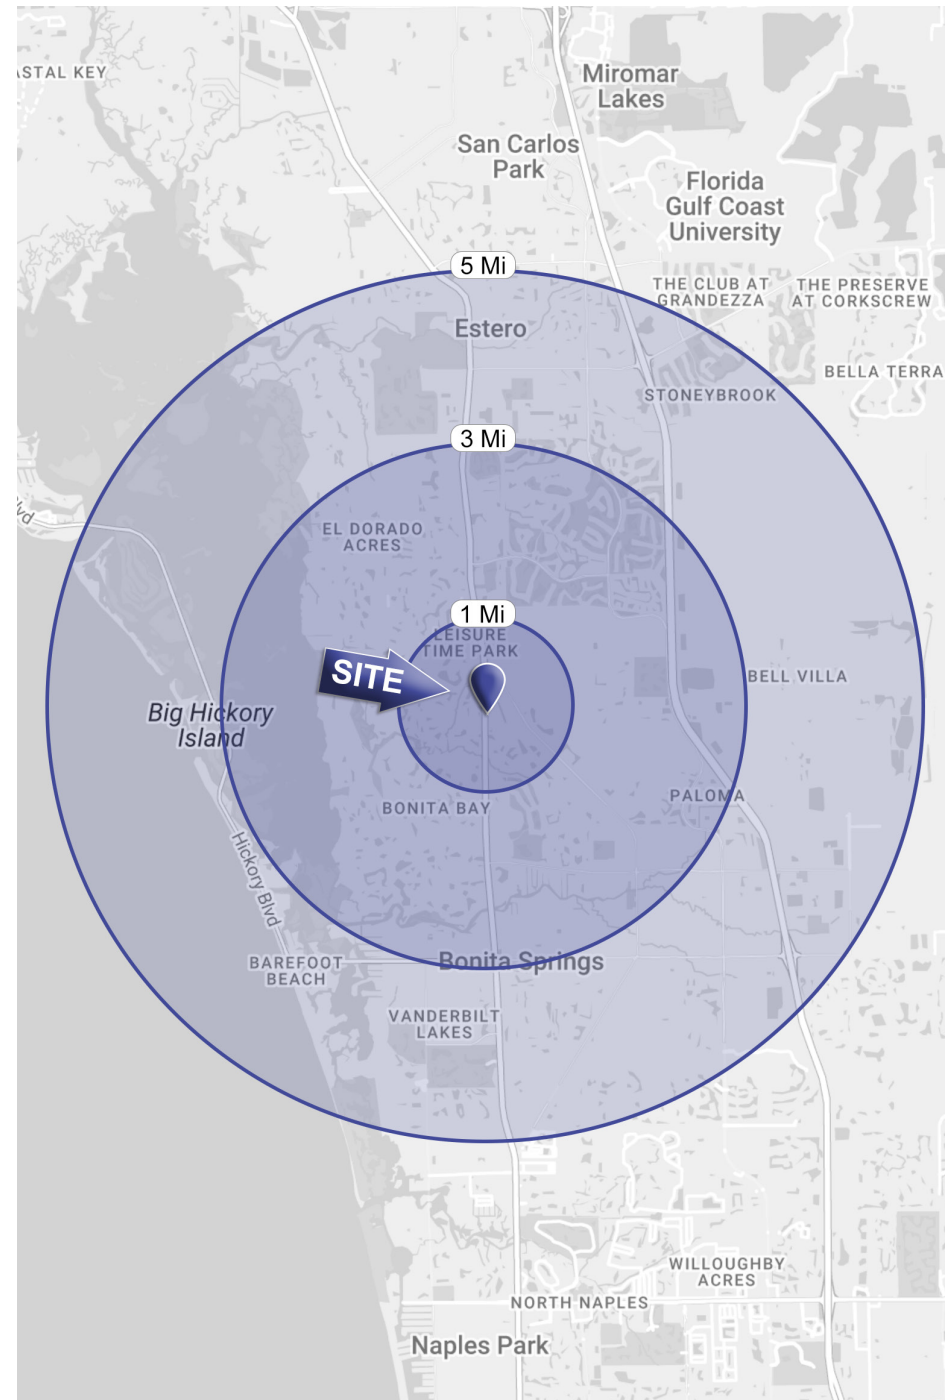 ASTAL KEY
Miromar
Lakes
San Carlos
Park
Florida
Gulf Coast
University
5 Mi
THE CLUB AT
GRANDEZZA
THE PRESERVE
AT CORKSCREW
Estero
BELLA TERRA
STONEYBROOK
3 Mi
lvd
EL DORADO
ACRES
1 Mi
LEISURE
TIME PARK
SITE
BELL VILLA
Big Hickory
Island
PALOMA
BONITA BAY
Hickory Blvd
BAREFOOT
BEACH
Bonita Springs
VANDERBILT
LAKES
WILLOUGHBY
ACRES
NORTH NAPLES
Naples Park